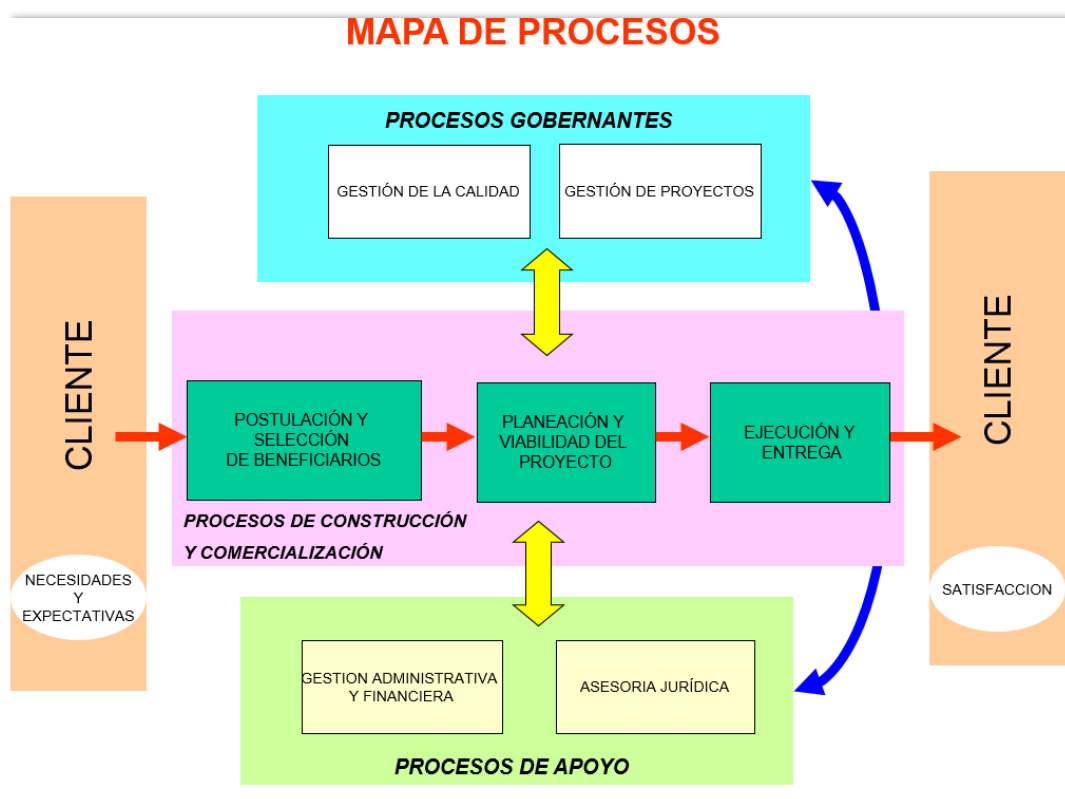 MAPA DE PROCESOS
PROCESOS GOBERNANTES
GESTIÓN DE LA CALIDAD
GESTIÓN DE PROYECTOS
CLIENTE
NECESIDADES
Y
EXPECTATIVAS
POSTULACIÓN Y
SELECCIÓN
DE BENEFICIARIOS
PLANEACIÓN Y
VIABILIDAD DEL
PROYECTO
EJECUCIÓN Y
ENTREGA
PROCESOS DE CONSTRUCCIÓN
Y COMERCIALIZACIÓN
CLIENTE
SATISFACCION
GESTION ADMINISTRATIVA
Y FINANCIERA
ASESORIA JURÍDICA
PROCESOS DE APOYO